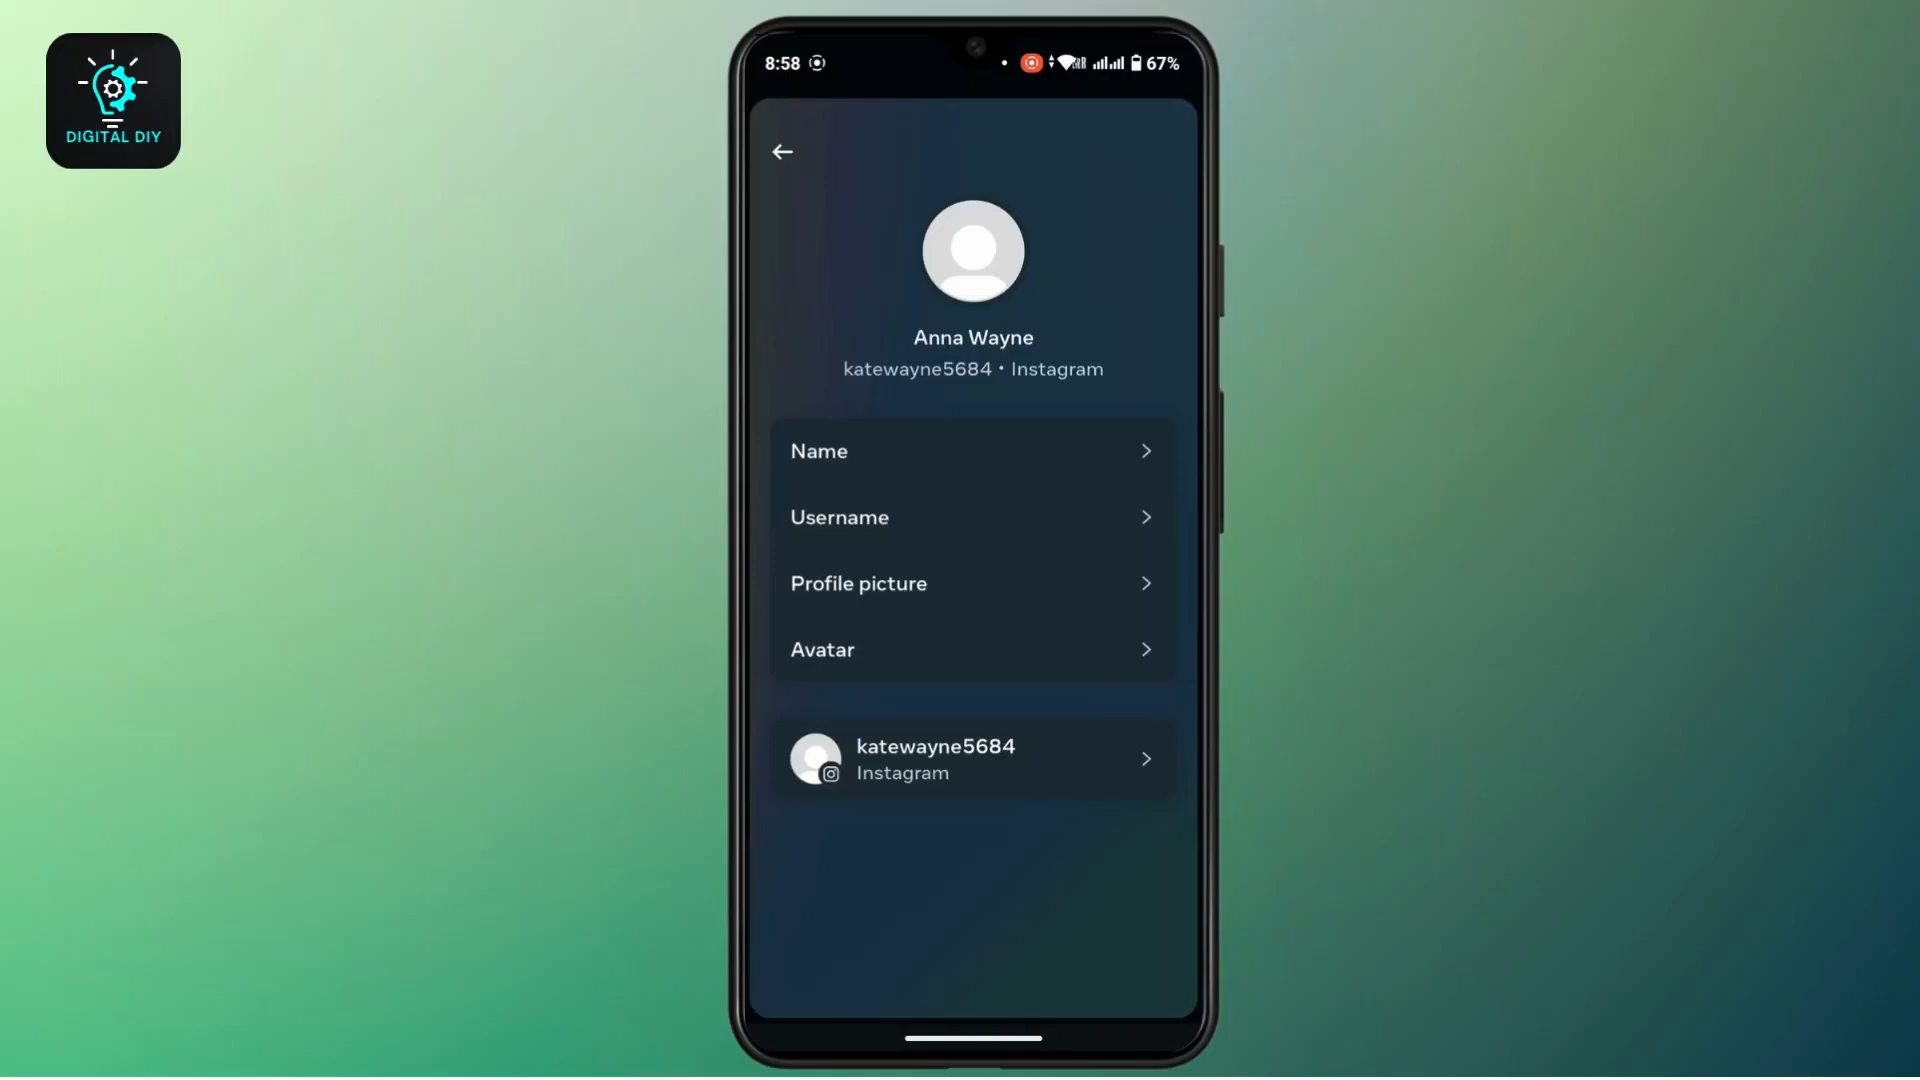 DIGITAL DIY
8:58
67%
Anna Wayne
katewayne5684 • Instagram
Name
Username
Profile picture
Avatar
katewayne5684
Instagram